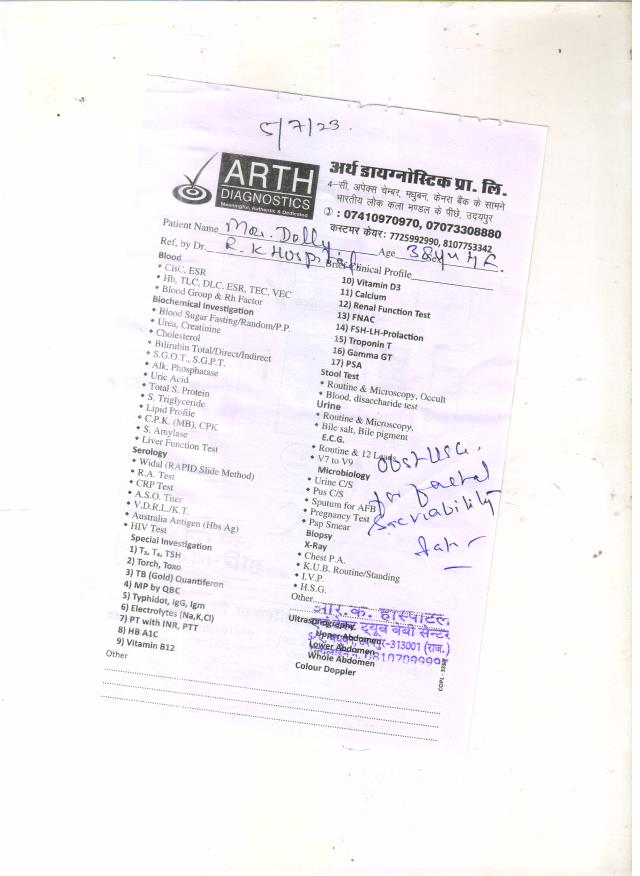 5/7/23.
ARTH
DIAGNOSTICS
Meaningful, Authentic & Dedicated
अर्थ डायग्नोस्टिक प्रा. लि.
4–सी, अपेक्स चेम्बर, मधुबन, केनरा बैंक के सामने
भारतीय लोक कला मण्डल के पीछे, उदयपुर
: 07410970970, 07073308880
कस्टमर केयर: 7725992990, 8107753342
Patient Name Mrs. Dolly Age 38 Sex F.
Ref, by Dr. R. K Hospital Clinical Profile
Blood
CBC, ESR
Hb, TLC, DLC, ESR, TEC, VEC
Blood Group & Rh Factor
Biochemical Investigation
Blood Sugar Fasting/Random/P.P.
Urea, Creatinine
Cholesterol
Bilirubin Total/Direct/Indirect
S.G.O.T., S.G.P.T.
Alk. Phosphatase
Uric Acid
Total S. Protein
S. Triglyceride
Lipid Profile
C.P.K. (MB), CPK
S. Amylase
Liver Function Test
Serology
Widal (RAPID Slide Method)
R.A. Test
CRP Test
A.S.O. Titer
V.D.R.L./K.T.
Australia Antigen (Hbs Ag)
HIV Test
Special Investigation
1) T₃, T₄, TSH
2) Torch, Toxo
3) TB (Gold) Quantiferon
4) MP by QBC
5) Typhidot, IgG, Igm
6) Electrolytes (Na,K,Cl)
7) PT with INR, PTT
8) HB A1C
9) Vitamin B12
Other
10) Vitamin D3
11) Calcium
12) Renal Function Test
13) FNAC
14) FSH-LH-Prolaction
15) Troponin T
16) Gamma GT
17) PSA
Stool Test
Routine & Microscopy, Occult
Blood, disaccharide test
Urine
Routine & Microscopy,
Bile salt, Bile pigment
E.C.G.
Routine & 12 Leads
V7 to V9
Microbiology
Urine C/S
Pus C/S
Sputum for AFB
Pregnancy Test
Pap Smear
Biopsy
X-Ray
Chest P.A.
K.U.B. Routine/Standing
I.V.P.
H.S.G.
Other
Obst USG.
for
Ultrasonography
Upper Abdomen
Lower Abdomen
Whole Abdomen
Colour Doppler
आर. के. हॉस्पीटल
टेस्ट ट्यूब बेबी सेन्टर
उदयपुर–313001 (राज.)
COPL - 5288